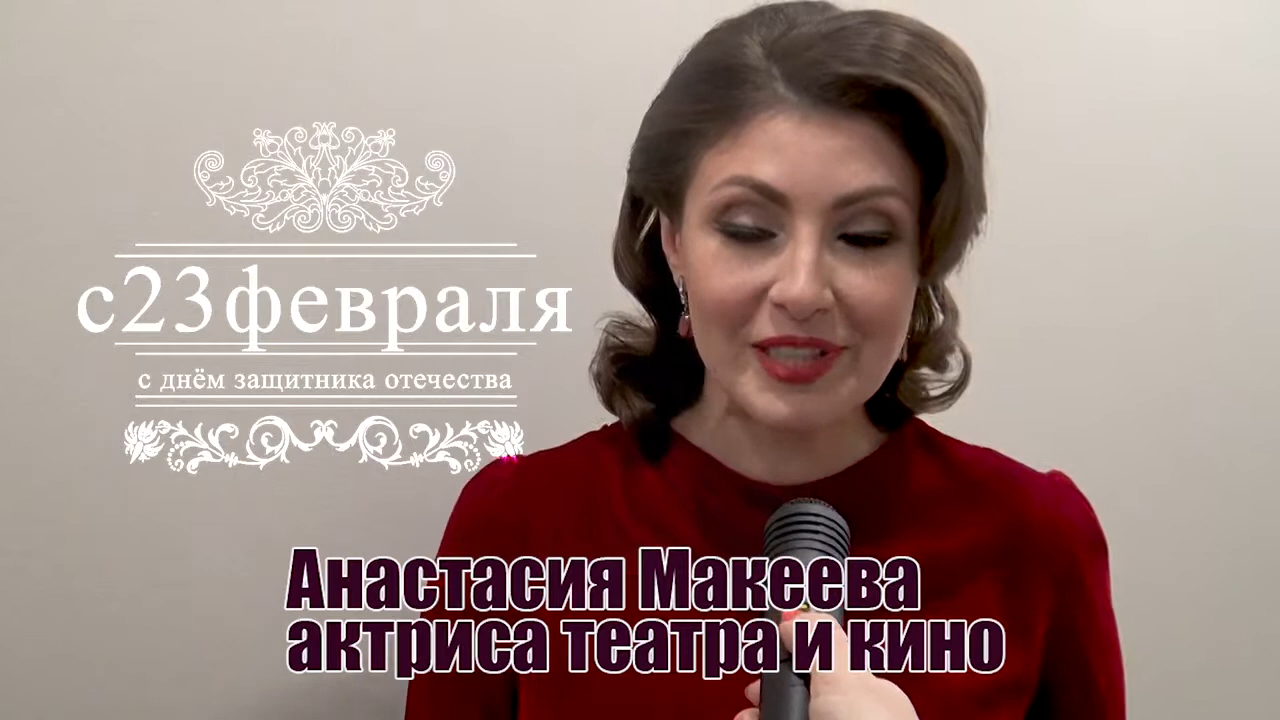 с23февраля
с днём защитника отечества
Анастасия Макеева
актриса театра и кино